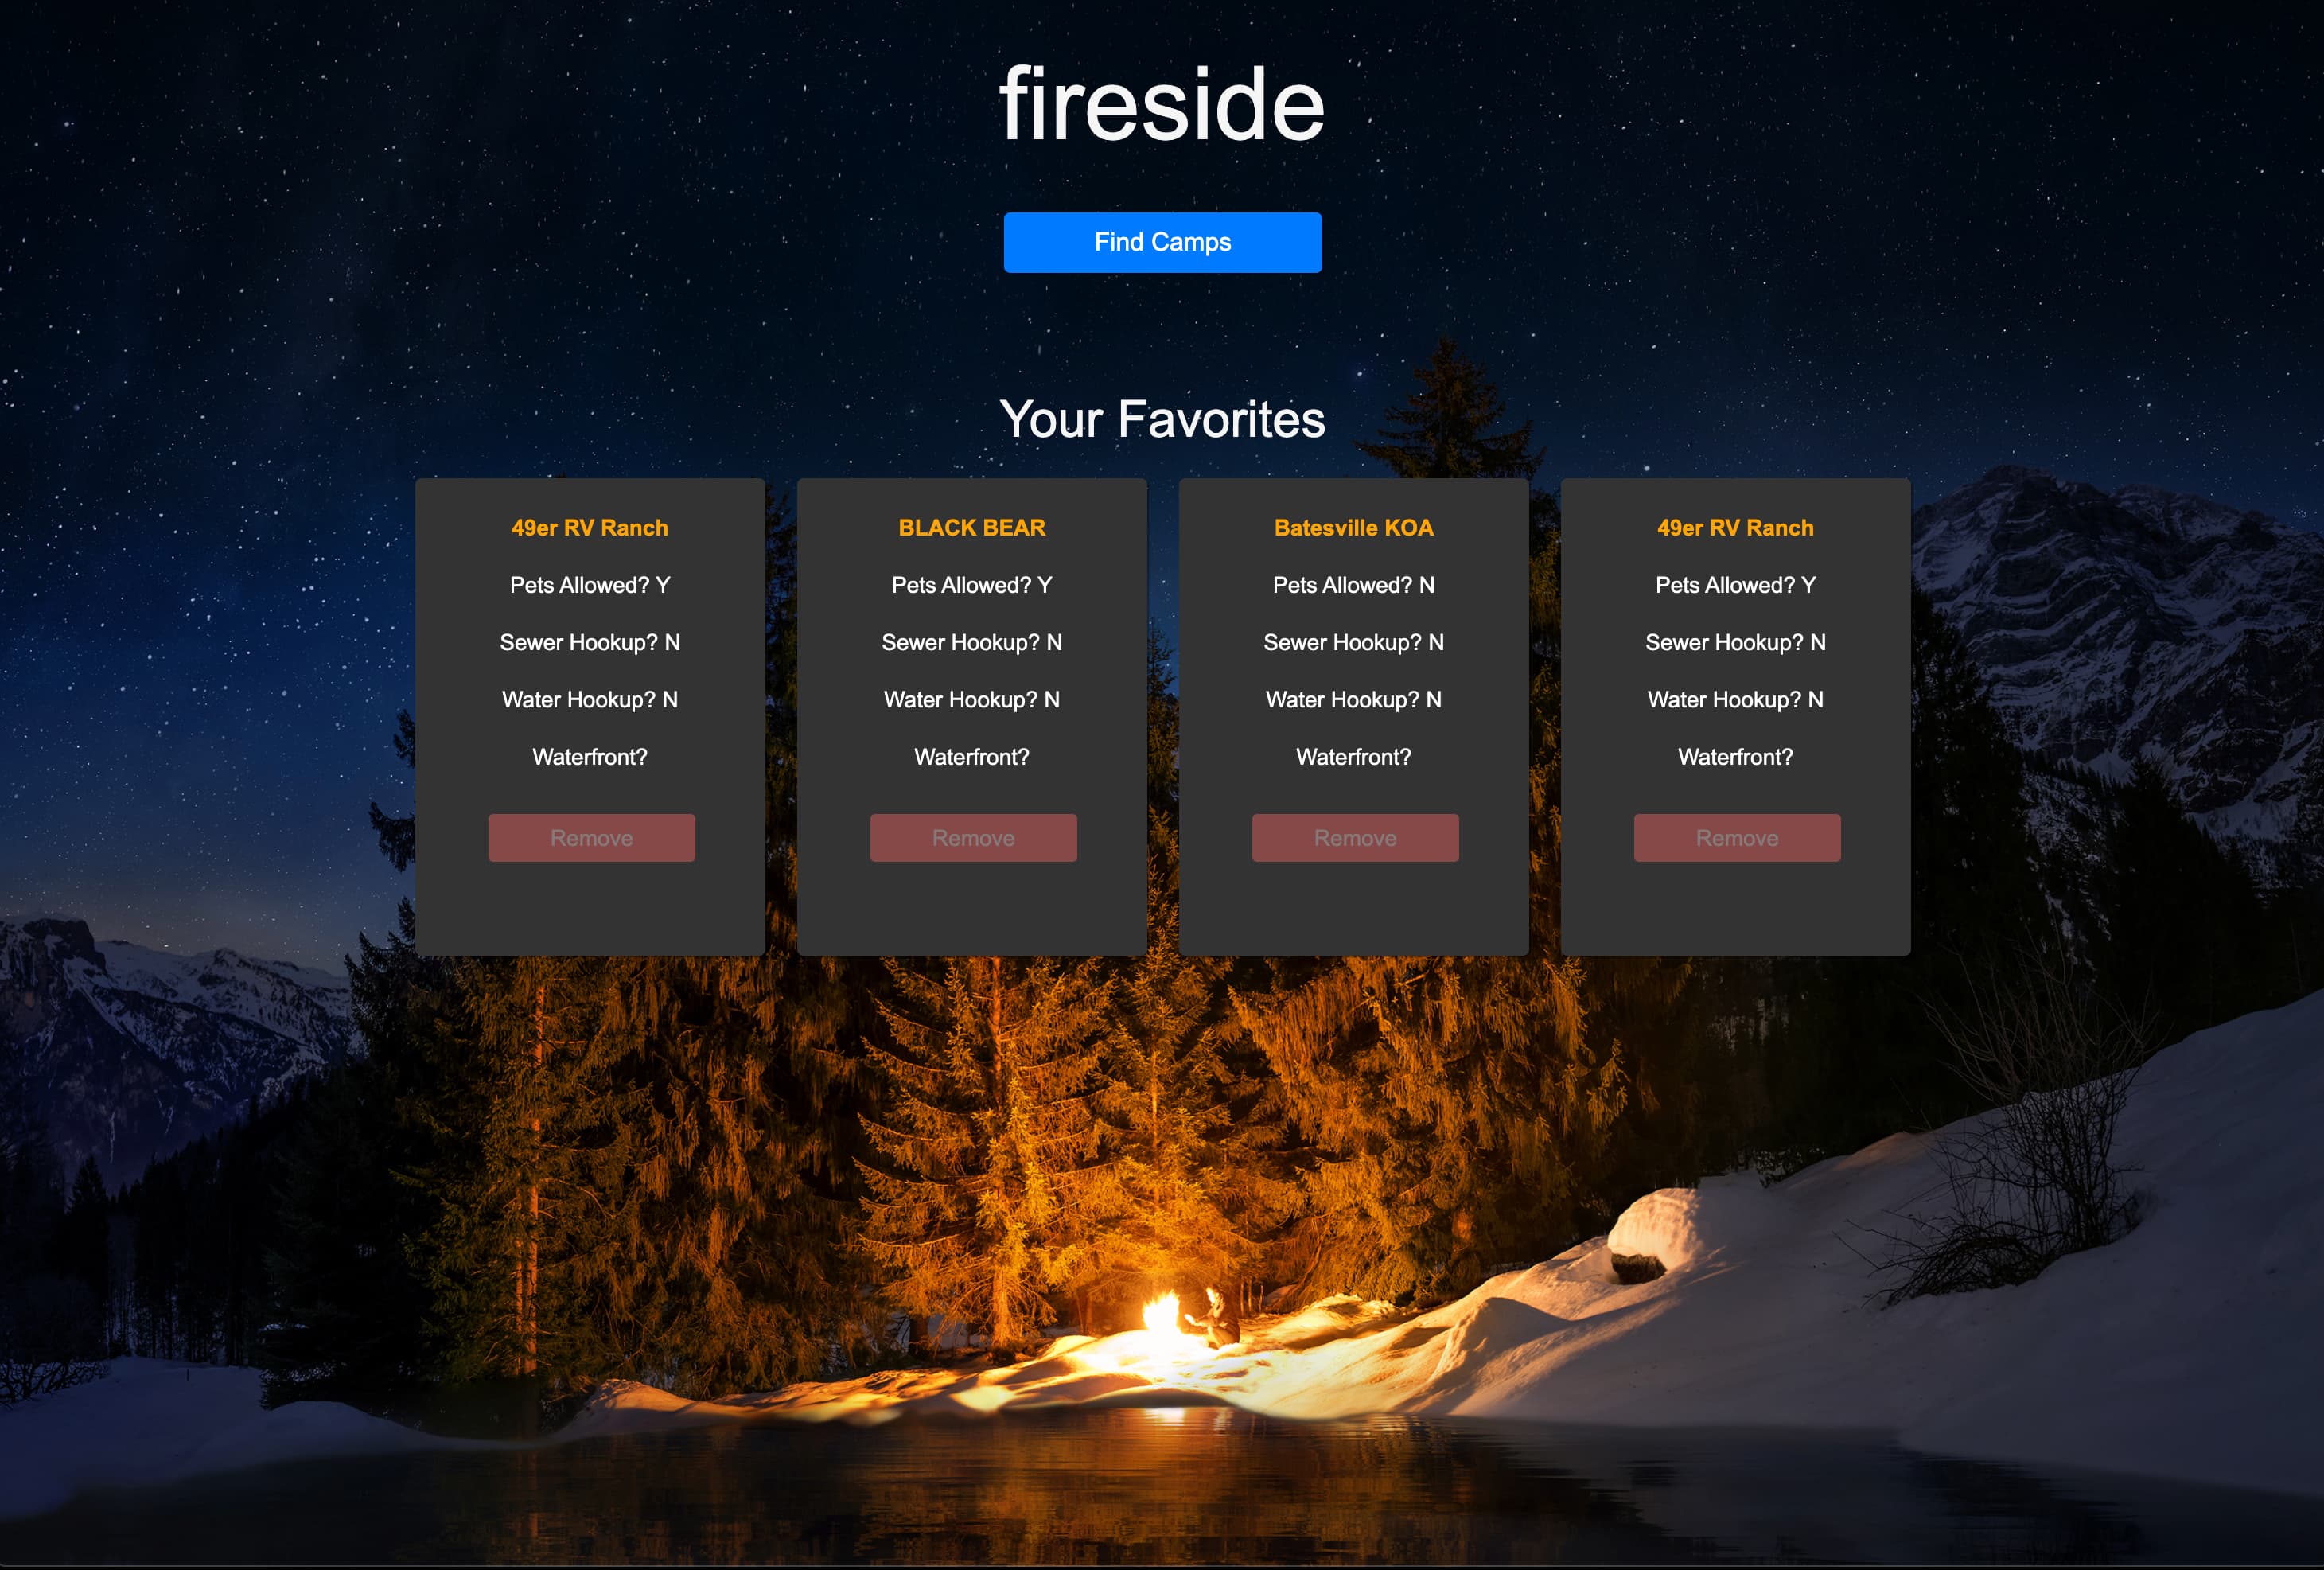 fireside
Find Camps
Your Favorites
49er RV Ranch
Pets Allowed? Y
Sewer Hookup? N
Water Hookup? N
Waterfront?
Remove
BLACK BEAR
Pets Allowed? Y
Sewer Hookup? N
Water Hookup? N
Waterfront?
Remove
Batesville KOA
Pets Allowed? N
Sewer Hookup? N
Water Hookup? N
Waterfront?
Remove
49er RV Ranch
Pets Allowed? Y
Sewer Hookup? N
Water Hookup? N
Waterfront?
Remove